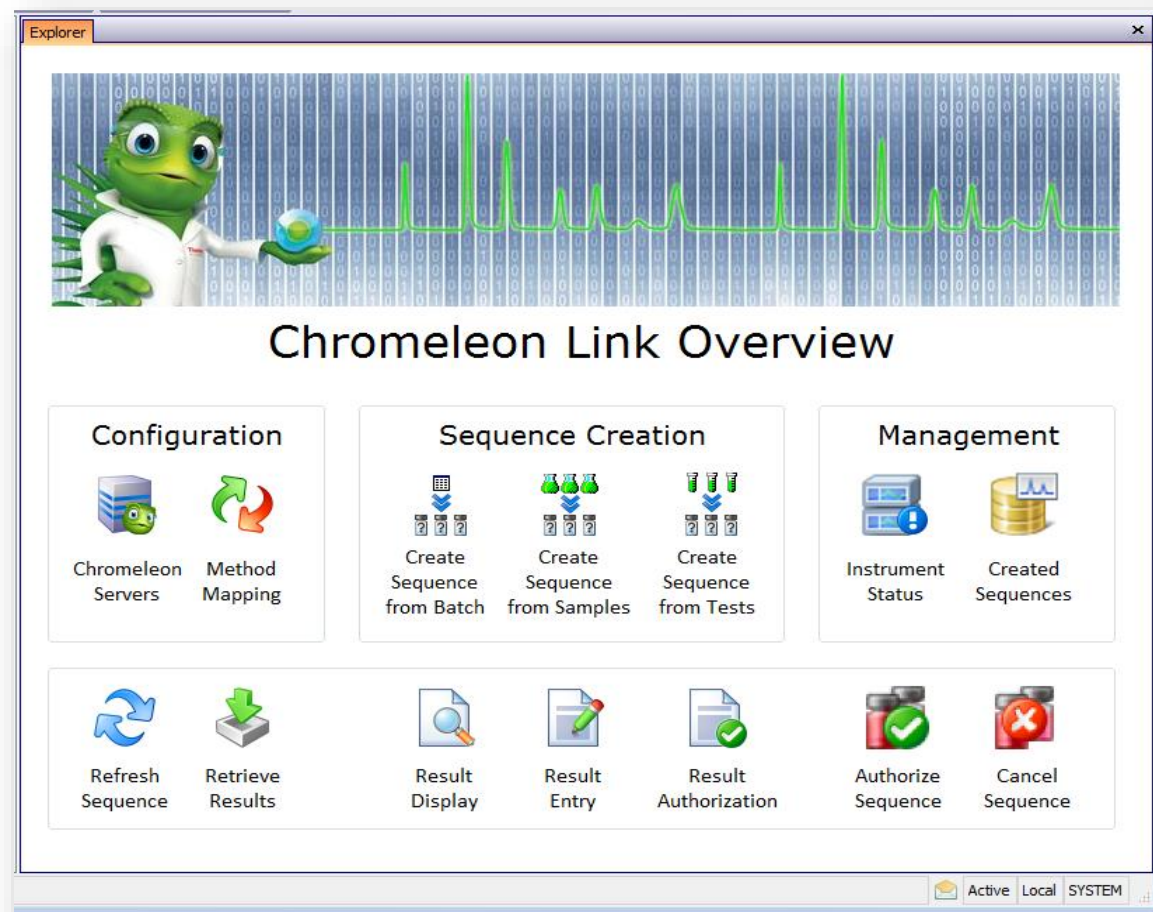 Explorer
Chromeleon Link Overview
Configuration
Chromeleon
Servers
Method
Mapping
Sequence Creation
Create
Sequence
from Batch
Create
Sequence
from Samples
Create
Sequence
from Tests
Management
Instrument
Status
Created
Sequences
Refresh
Sequence
Retrieve
Results
Result
Display
Result
Entry
Result
Authorization
Authorize
Sequence
Cancel
Sequence
Active Local SYSTEM